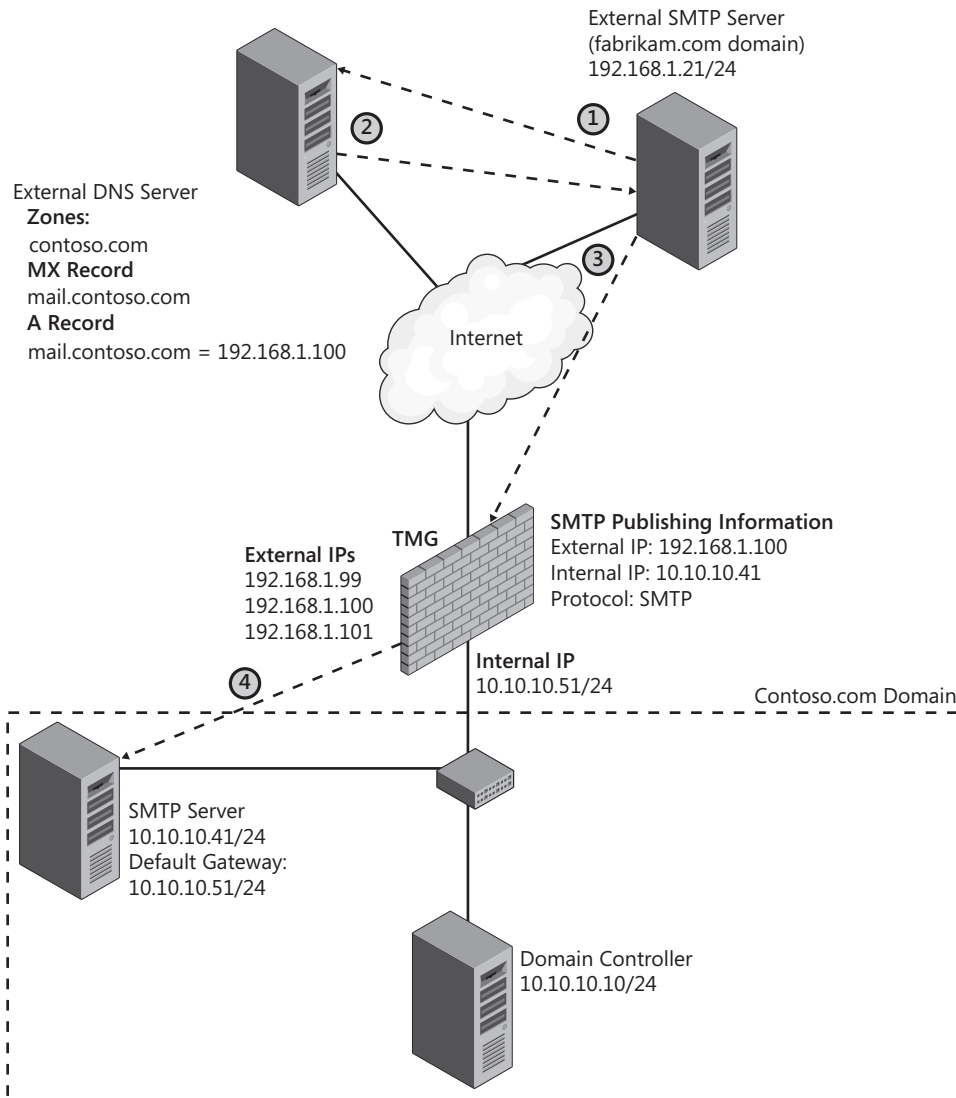 External SMTP Server
(fabrikam.com domain)
192.168.1.21/24
1
2
External DNS Server
Zones:
contoso.com
MX Record
mail.contoso.com
A Record
mail.contoso.com = 192.168.1.100
3
Internet
TMG
SMTP Publishing Information
External IP: 192.168.1.100
Internal IP: 10.10.10.41
Protocol: SMTP
External IPs
192.168.1.99
192.168.1.100
192.168.1.101
Internal IP
10.10.10.51/24
4
Contoso.com Domain
SMTP Server
10.10.10.41/24
Default Gateway:
10.10.10.51/24
Domain Controller
10.10.10.10/24